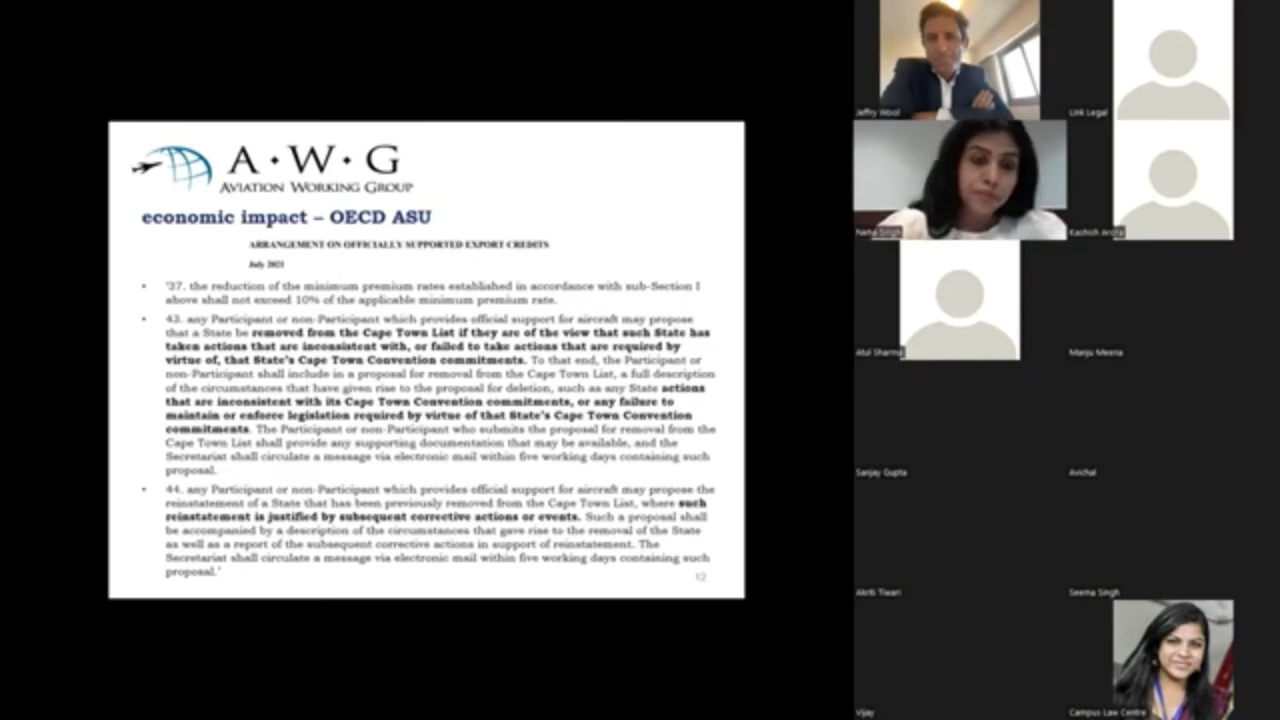 A·W·G
AVIATION WORKING GROUP
economic impact – OECD ASU
ARRANGEMENT ON OFFICIALLY SUPPORTED EXPORT CREDITS
July 2021
• '37. the reduction of the minimum premium rates established in accordance with sub-Section I
above shall not exceed 10% of the applicable minimum premium rate.
• 43. any Participant or non-Participant which provides official support for aircraft may propose
that a State be removed from the Cape Town List if they are of the view that such State has
taken actions that are inconsistent with, or failed to take actions that are required by
virtue of, that State's Cape Town Convention commitments. To that end, the Participant or
non-Participant shall include in a proposal for removal from the Cape Town List, a full description
of the circumstances that have given rise to the proposal for deletion, such as any State actions
that are inconsistent with its Cape Town Convention commitments, or any failure to
maintain or enforce legislation required by virtue of that State's Cape Town Convention
commitments. The Participant or non-Participant who submits the proposal for removal from the
Cape Town List shall provide any supporting documentation that may be available, and the
Secretariat shall circulate a message via electronic mail within five working days containing such
proposal.
• 44. any Participant or non-Participant which provides official support for aircraft may propose the
reinstatement of a State that has been previously removed from the Cape Town List, where such
reinstatement is justified by subsequent corrective actions or events. Such a proposal shall
be accompanied by a description of the circumstances that gave rise to the removal of the State
as well as a report of the subsequent corrective actions in support of reinstatement. The
Secretariat shall circulate a message via electronic mail within five working days containing such
proposal.'
12
Jeffry Wool
Link Legal
Neha Singh
Kashish Arora
Atul Sharma
Manju Meena
Sanjay Gupta
Avichal
Akriti Tiwari
Seema Singh
Vijay
Campus Law Centre